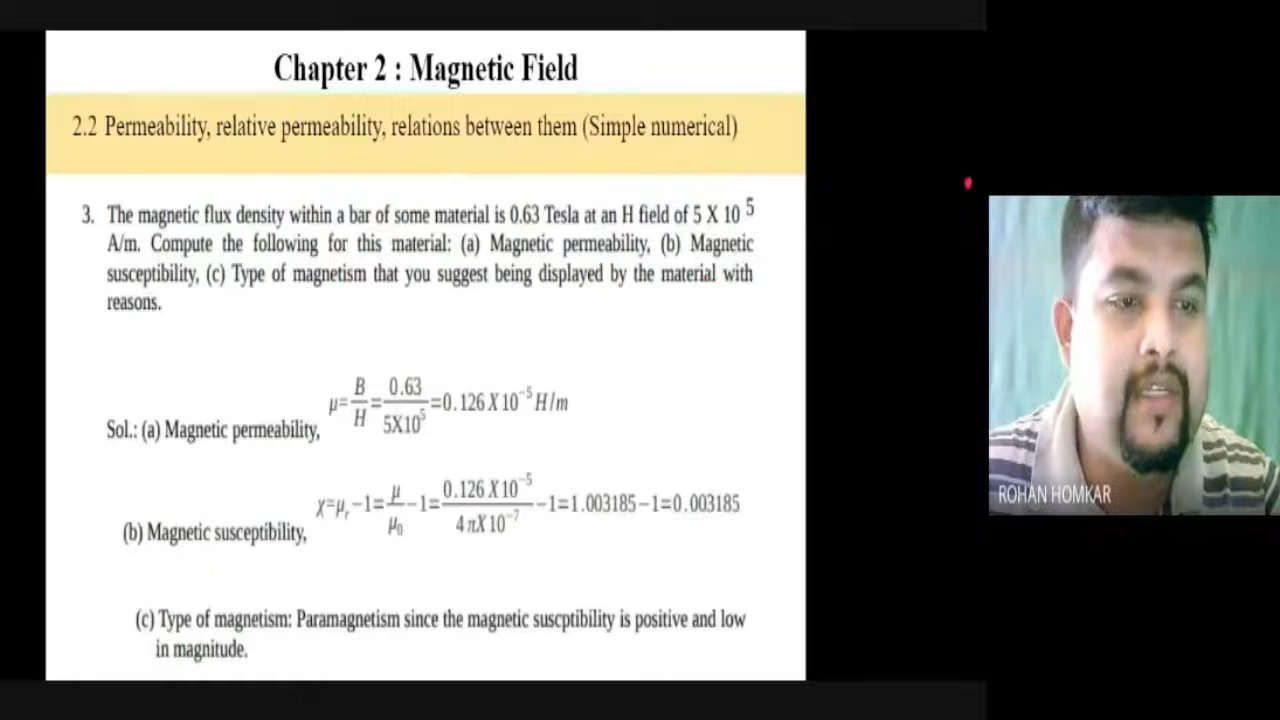 Chapter 2 : Magnetic Field
2.2 Permeability, relative permeability, relations between them (Simple numerical)
3. The magnetic flux density within a bar of some material is 0.63 Tesla at an H field of 5 X 10^5
A/m. Compute the following for this material: (a) Magnetic permeability, (b) Magnetic
susceptibility, (c) Type of magnetism that you suggest being displayed by the material with
reasons.
Sol.: (a) Magnetic permeability, μ=B/H=0.63/5X10^5=0.126 X 10^-5 H/m
(b) Magnetic susceptibility, χ=μr-1=μ/μ0-1=0.126 X 10^-5/4πX10^-7-1=1.003185-1=0.003185
(c) Type of magnetism: Paramagnetism since the magnetic suscptibility is positive and low
in magnitude.
ROHAN HOMKAR